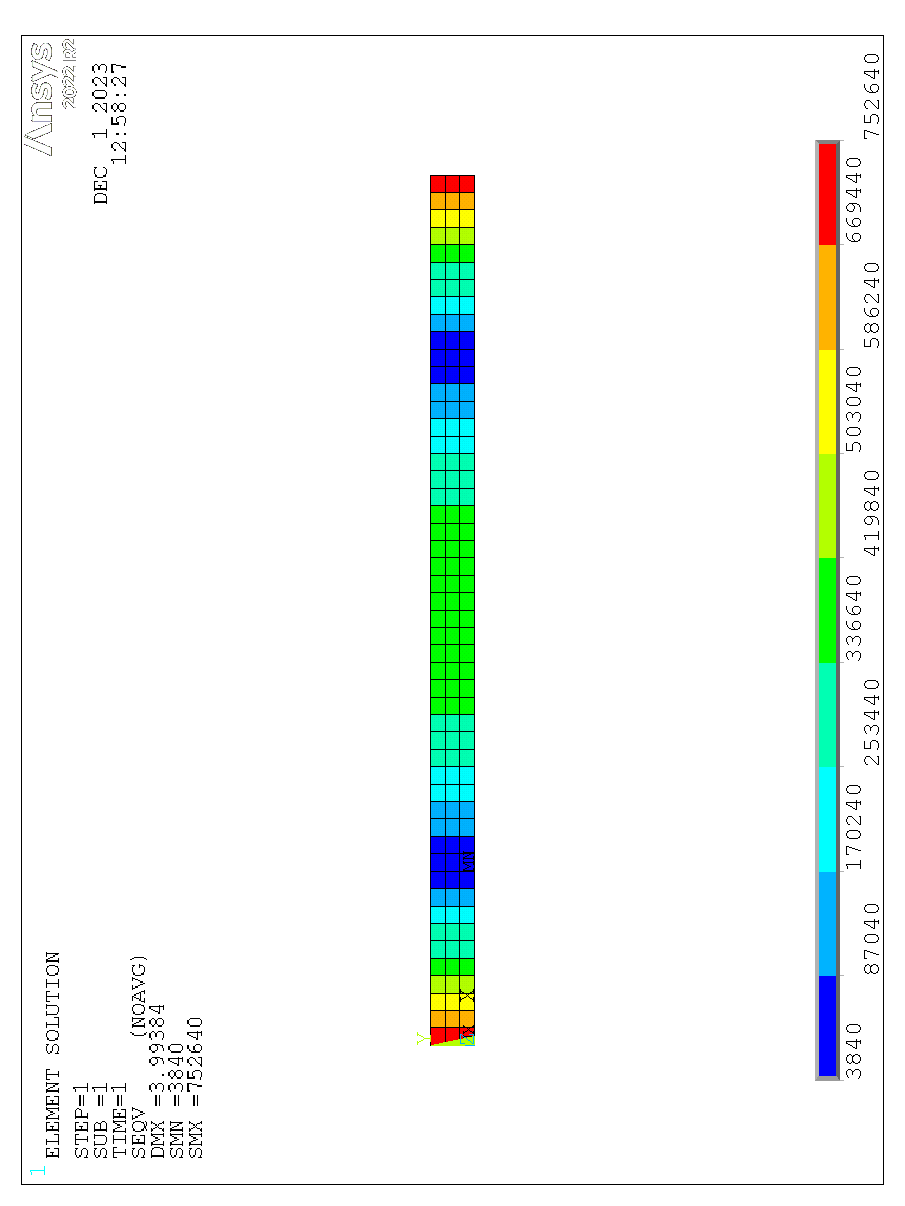 1
ELEMENT SOLUTION
STEP=1
SUB =1
TIME=1
SEQV (NOAVG)
DMX =3.99384
SMN =3840
SMX =752640
Ansys
2022 R2
DEC 1 2023
12:58:27
Y
MN
X
3840
87040
170240
253440
336640
419840
503040
586240
669440
752640